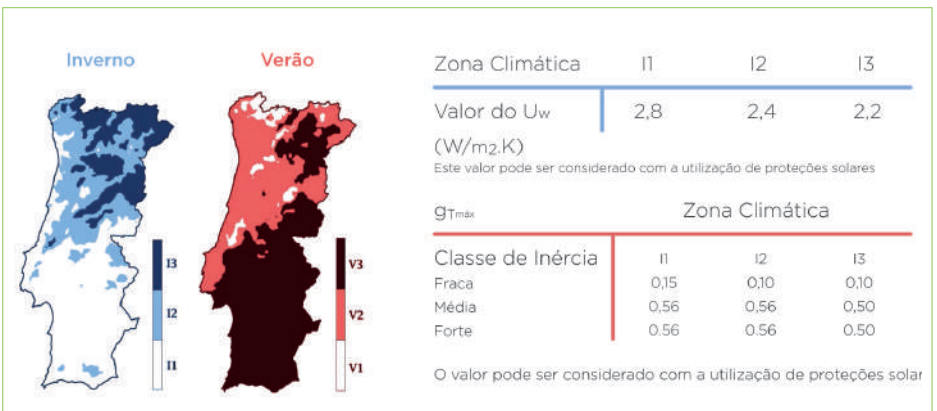 Inverno
Verão
I3
I2
I1
V3
V2
V1
Zona Climática I1 I2 I3
Valor do Uw 2,8 2,4 2,2
(W/m2.K)
Este valor pode ser considerado com a utilização de proteções solares
gTmáx Zona Climática
Classe de Inércia I1 I2 I3
Fraca 0,15 0,10 0,10
Média 0,56 0,56 0,50
Forte 0.56 0.56 0.50
O valor pode ser considerado com a utilização de proteções solar